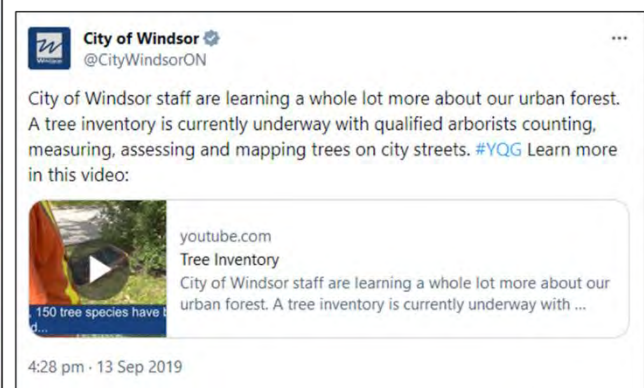 City of Windsor
@CityWindsorON
City of Windsor staff are learning a whole lot more about our urban forest.
A tree inventory is currently underway with qualified arborists counting,
measuring, assessing and mapping trees on city streets. #YQG Learn more
in this video:
youtube.com
Tree Inventory
City of Windsor staff are learning a whole lot more about our
urban forest. A tree inventory is currently underway with ...
, 150 tree species have b
d...
4:28 pm · 13 Sep 2019